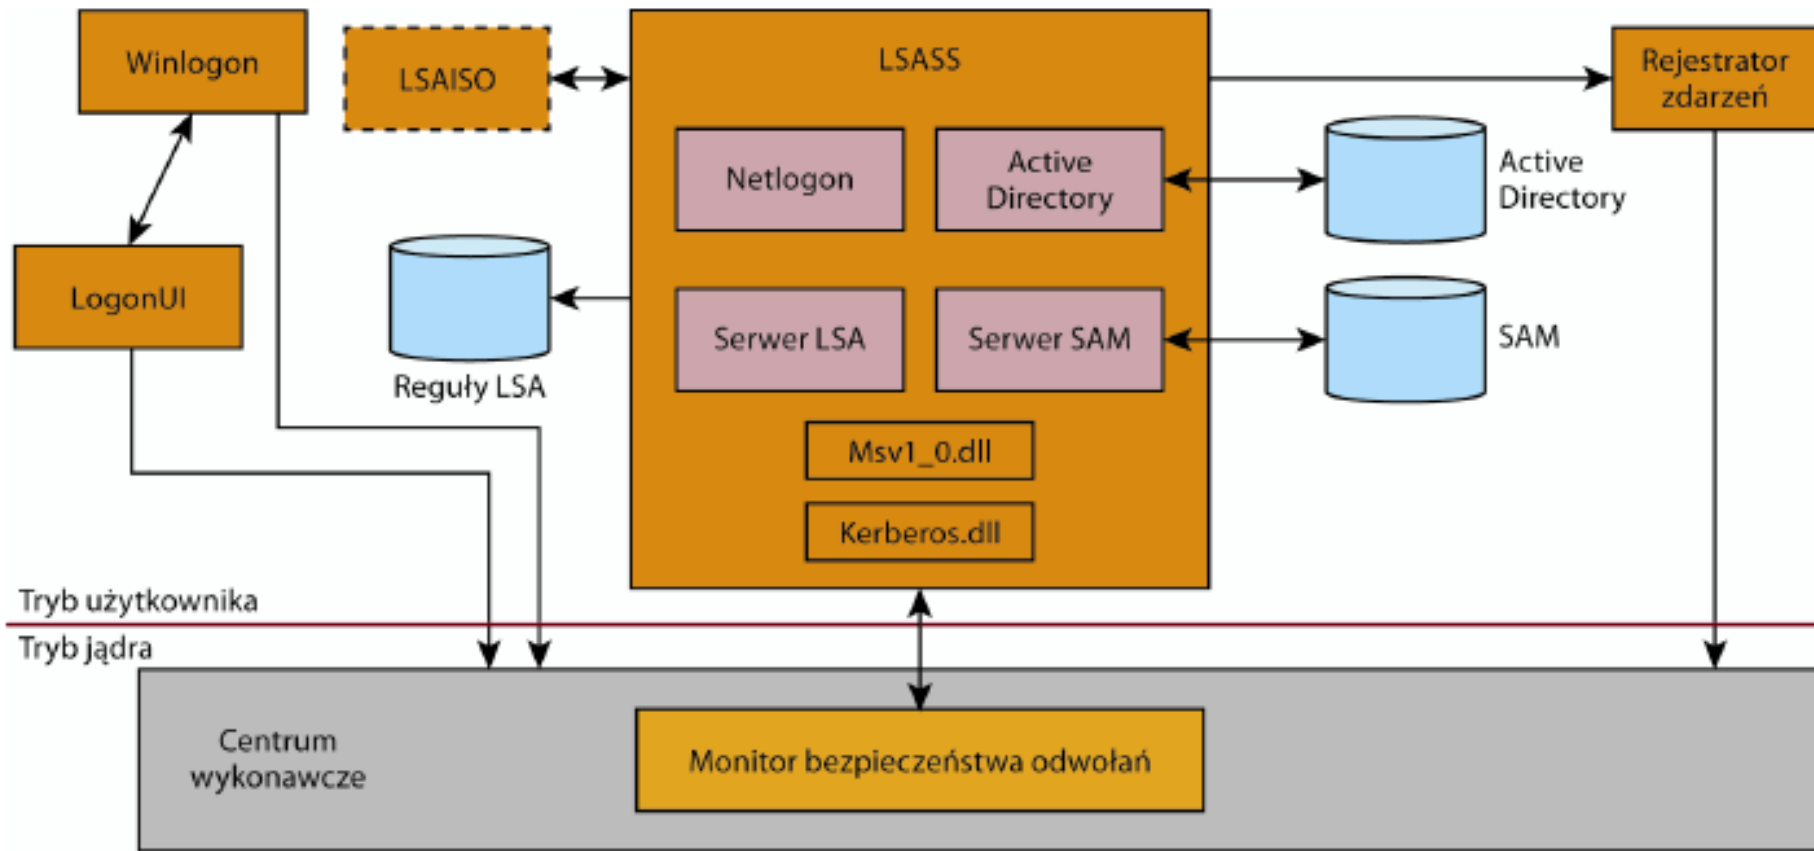 Winlogon
LSAISO
LSASS
Rejestrator
zdarzeń
Netlogon
Active
Directory
Active
Directory
LogonUI
Reguły LSA
Serwer LSA
Serwer SAM
SAM
Msv1_0.dll
Kerberos.dll
Tryb użytkownika
Tryb jądra
Centrum
wykonawcze
Monitor bezpieczeństwa odwołań